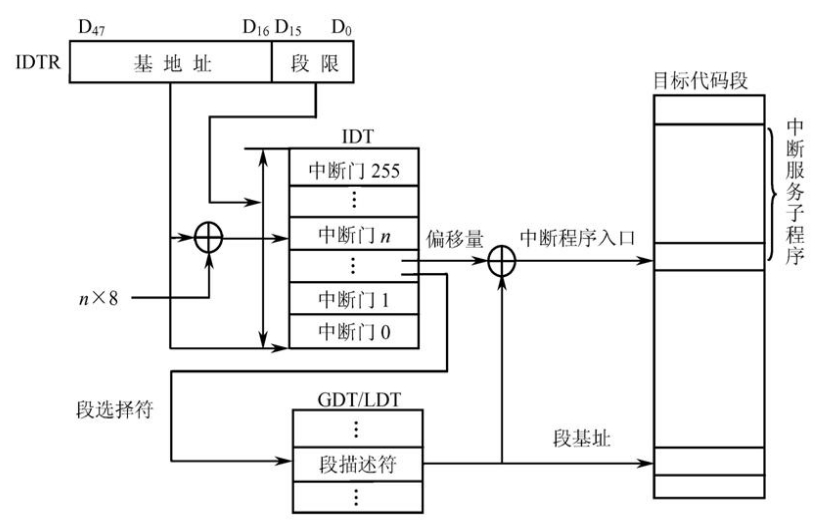 D47 D16 D15 D0
IDTR 基地址 段限
目标代码段
IDT
中断门 255
⋮
中断门 n
偏移量
中断程序入口
⋮
n×8
中断门 1
中断门 0
中断服务子程序
段选择符
GDT/LDT
⋮
段描述符
段基址
⋮